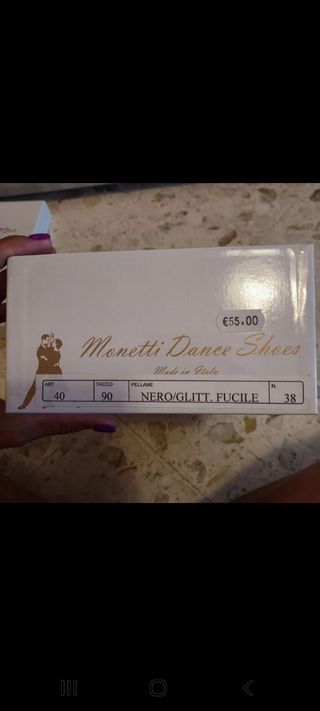 €55,00
Monetti Dance Shoes
Made in Italy
ART. TACCO PELLAME N.
40 90 NERO/GLITT. FUCILE 38